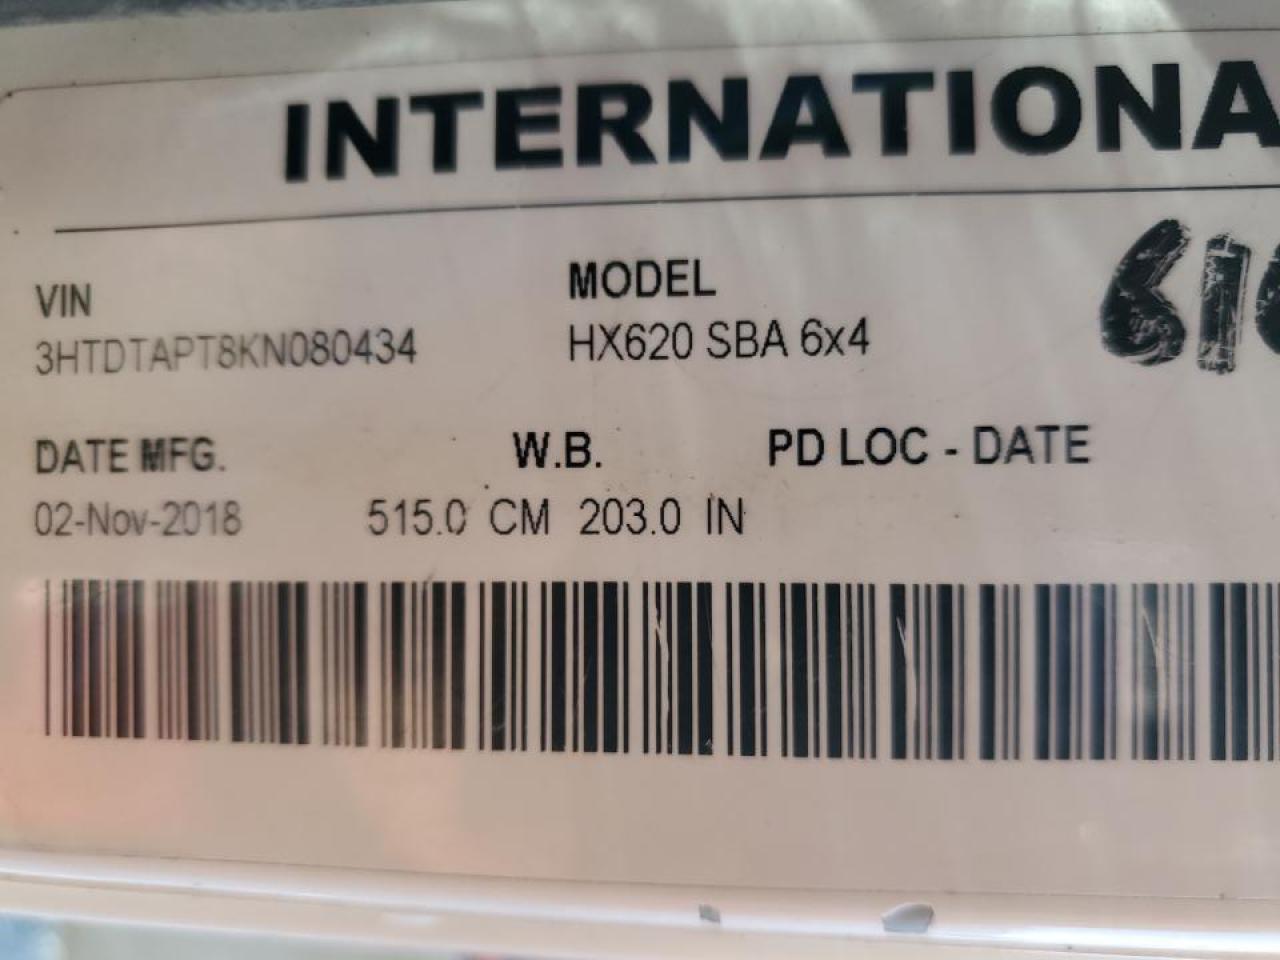 INTERNATIONA
VIN
3HTDTAPT8KN080434
MODEL
HX620 SBA 6x4
DATE MFG.
02-Nov-2018
W.B.
515.0 CM 203.0 IN
PD LOC - DATE